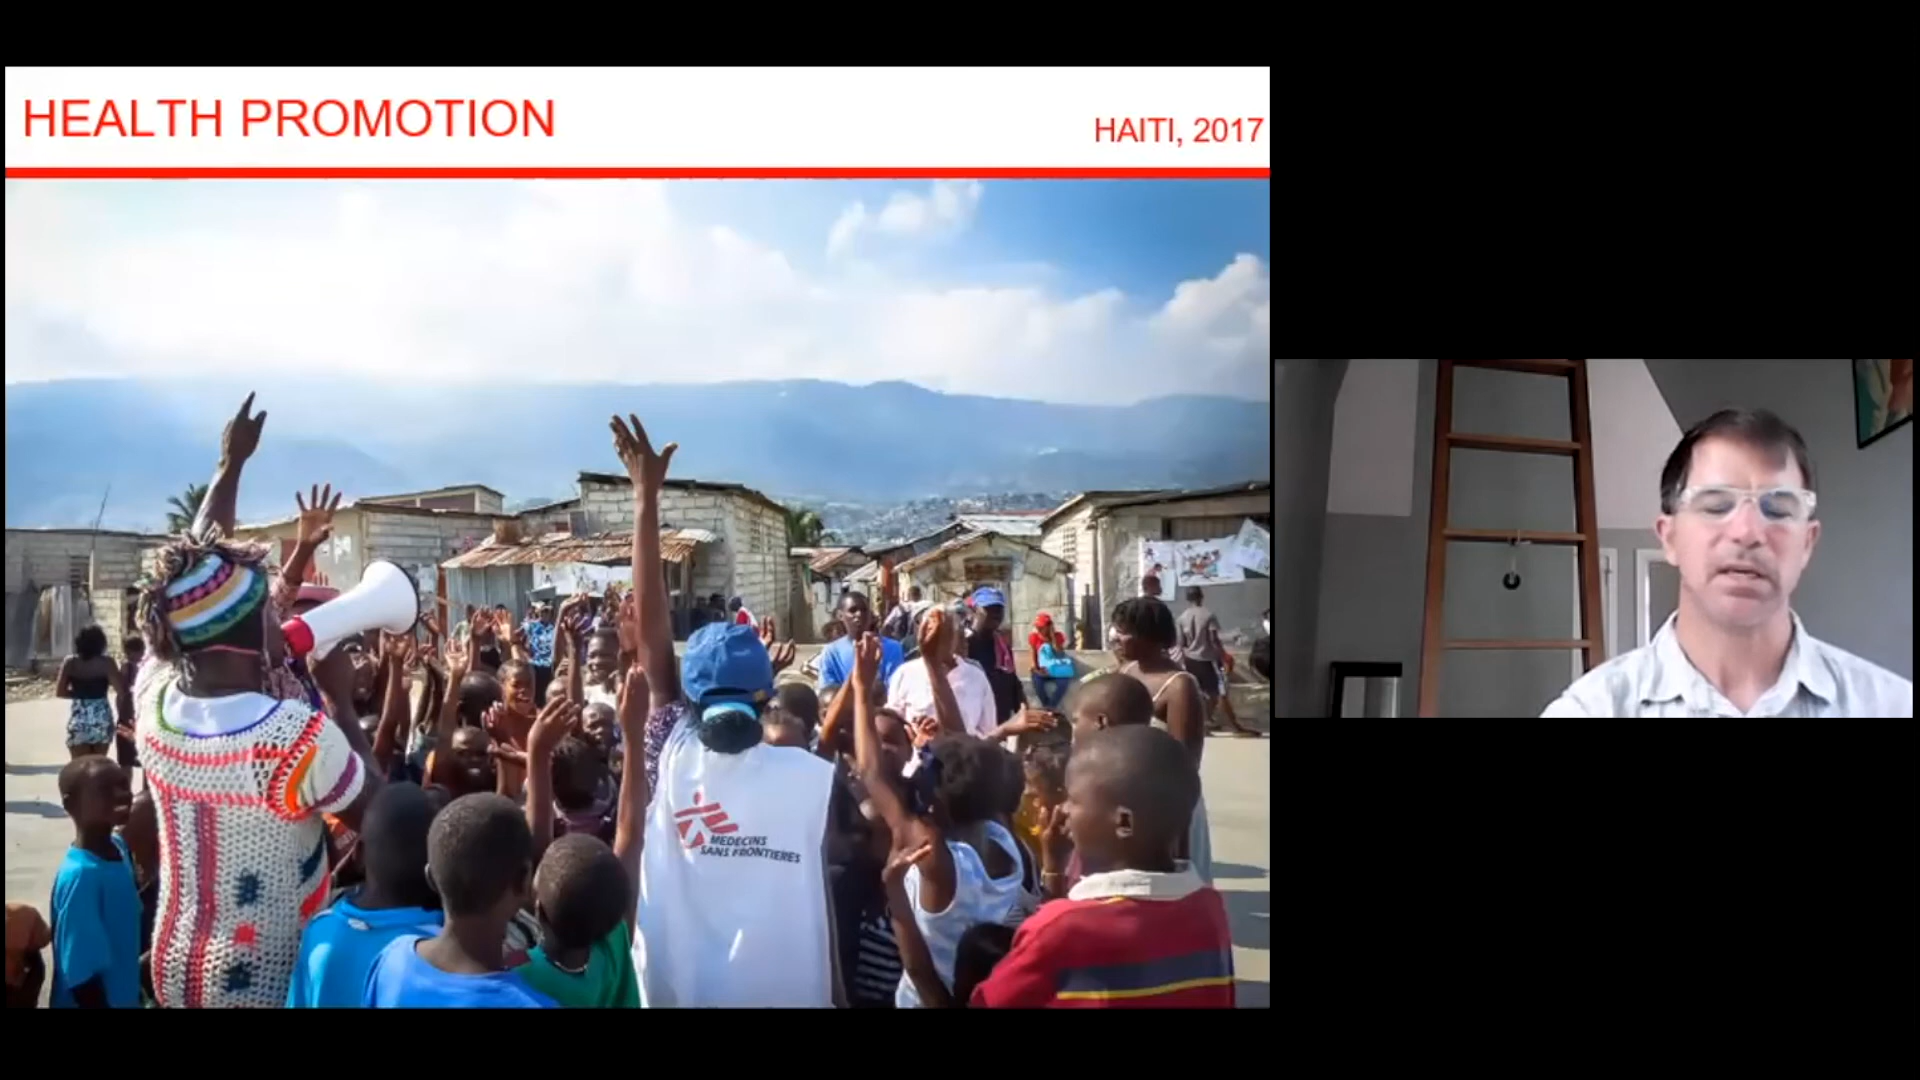 HEALTH PROMOTION
HAITI, 2017
MEDECINS
SANS FRONTIERES